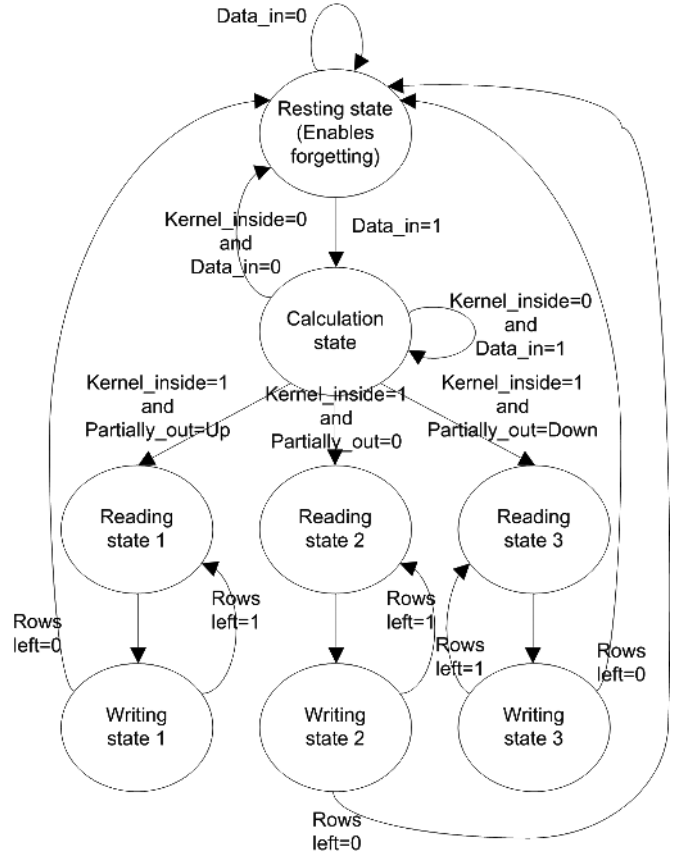 Data_in=0
Resting state
(Enables
forgetting)
Kernel_inside=0
and
Data_in=0
Data_in=1
Calculation
state
Kernel_inside=0
and
Data_in=1
Kernel_inside=1
and
Partially_out=Up
Kernel_inside=1
and
Partially_out=0
Kernel_inside=1
and
Partially_out=Down
Reading
state 1
Reading
state 2
Reading
state 3
Rows
left=0
Rows
left=1
Rows
left=1
Rows
left=1
Rows
left=0
Writing
state 1
Writing
state 2
Writing
state 3
Rows
left=0